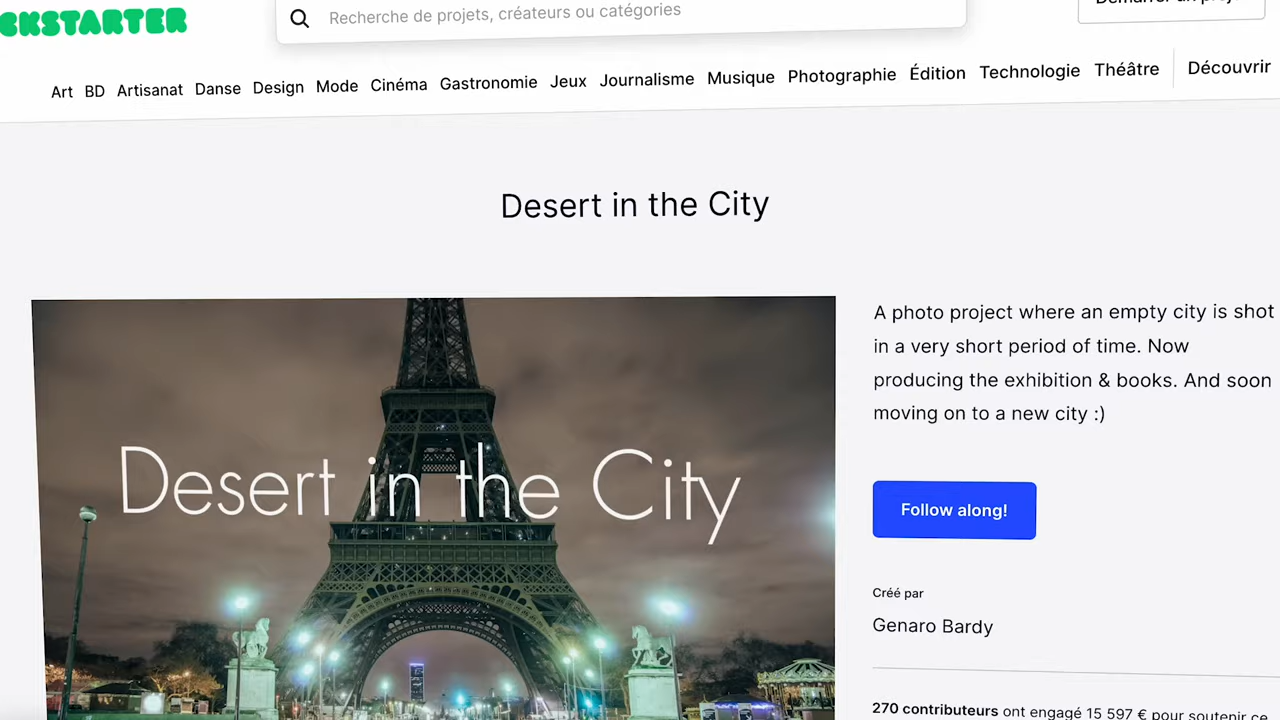 CKSTARTER
Recherche de projets, créateurs ou catégories
Art BD Artisanat Danse Design Mode Cinéma Gastronomie Jeux Journalisme Musique Photographie Édition Technologie Théâtre Découvrir
Desert in the City
Desert in the City
A photo project where an empty city is shot
in a very short period of time. Now
producing the exhibition & books. And soon
moving on to a new city :)
Follow along!
Créé par
Genaro Bardy
270 contributeurs ont engagé 15 597 € pour soutenir ce